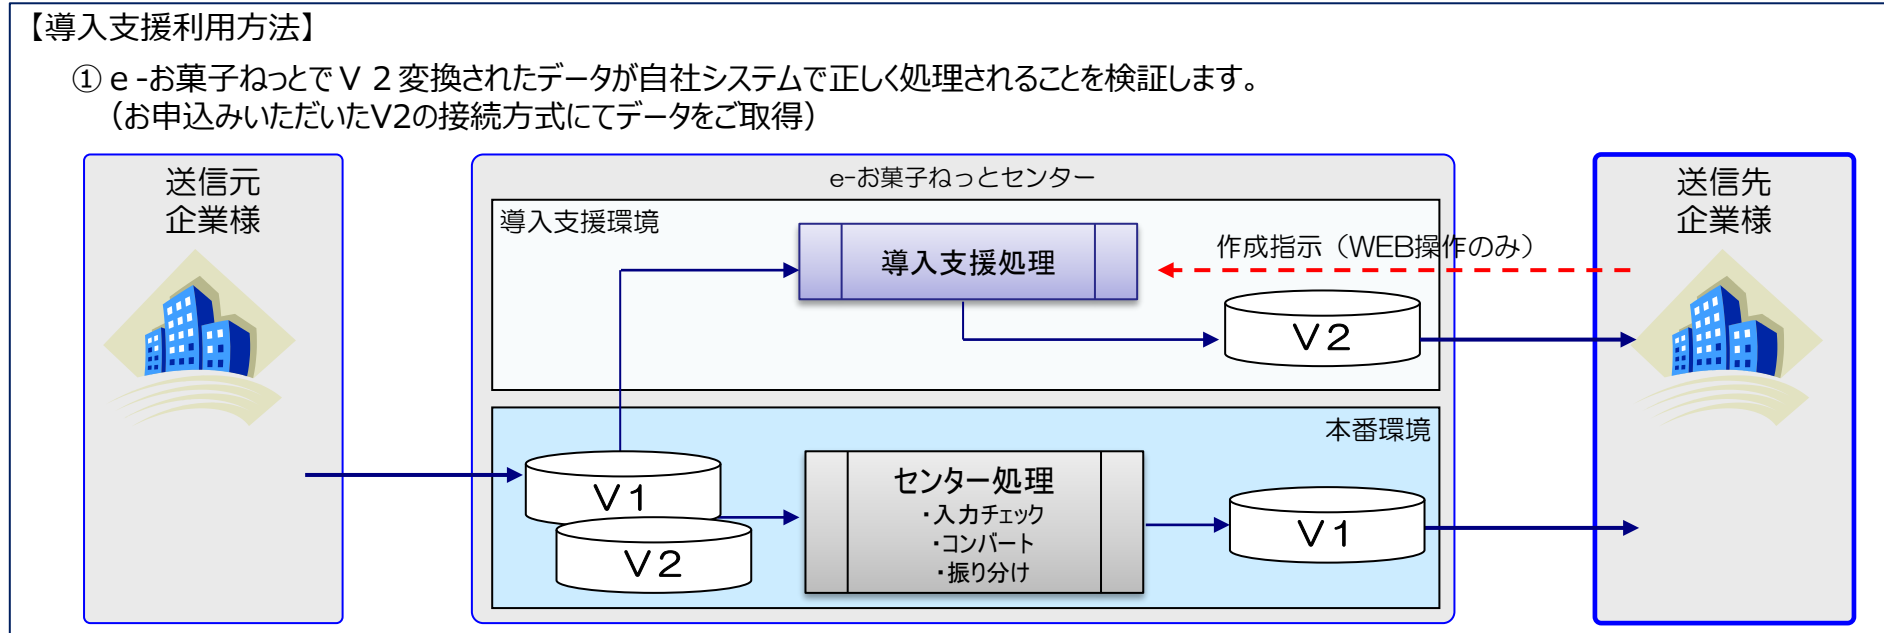 【導入支援利用方法】
① e -お菓子ねっとでV 2 変換されたデータが自社システムで正しく処理されることを検証します。
(お申込みいただいたV2の接続方式にてデータをご取得)
送信元
企業様
e-お菓子ねっとセンター
導入支援環境
導入支援処理
作成指示(WEB操作のみ)
V2
送信先
企業様
本番環境
V1
V2
センター処理
・入力チェック
・コンバート
・振り分け
V1